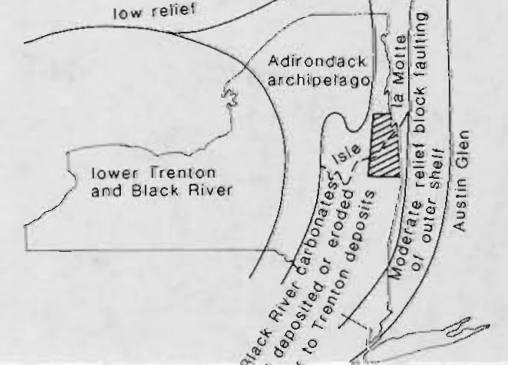 low relief
Adirondack
archipelago
lower Trenton
and Black River
Isle la Motte
Moderate relief block faulting
of outer shelf
Austin Glen
Black River carbonates
deposited or eroded
to Trenton deposits